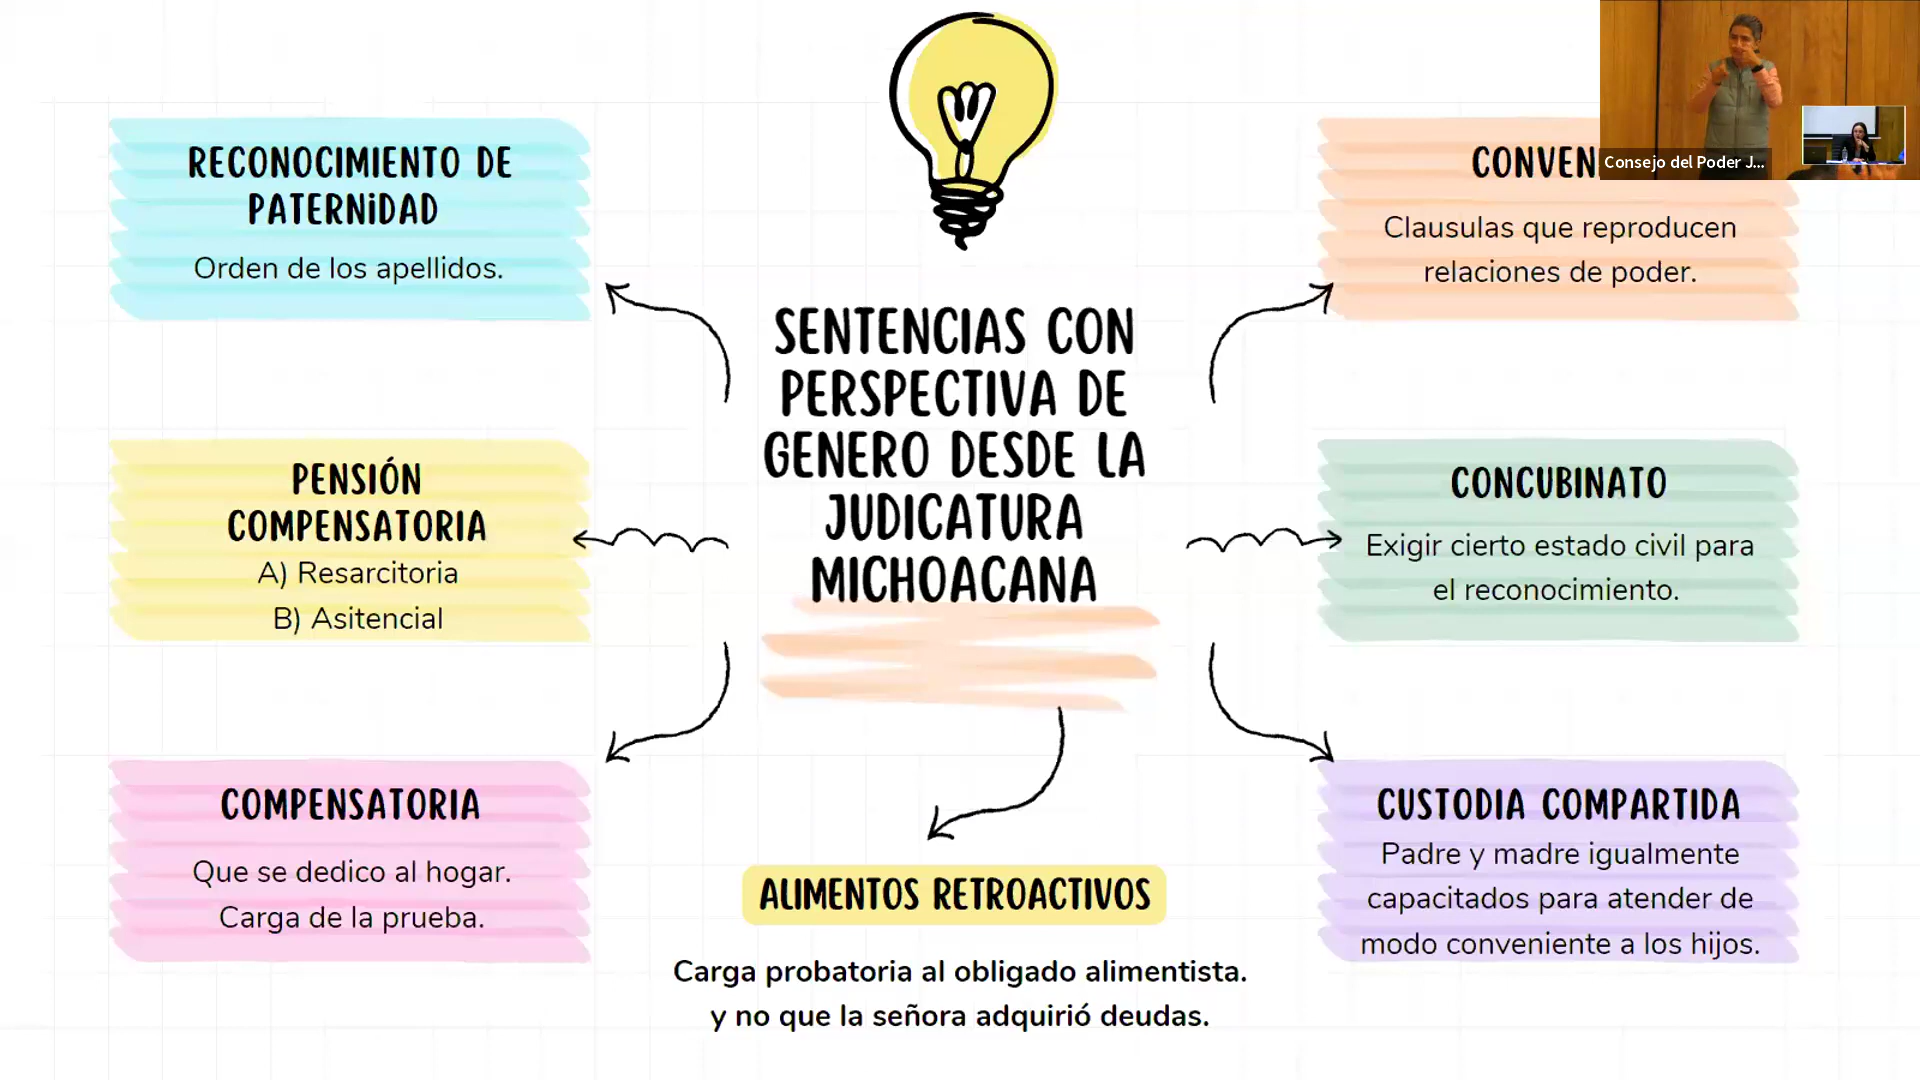 RECONOCIMIENTO DE
PATERNiDAD
Orden de los apellidos.
PENSIÓN
COMPENSATORIA
A) Resarcitoria
B) Asitencial
COMPENSATORIA
Que se dedico al hogar.
Carga de la prueba.
SENTENCIAS CON
PERSPECTIVA DE
GENERO DESDE LA
JUDICATURA
MICHOACANA
ALIMENTOS RETROACTIVOS
Carga probatoria al obligado alimentista.
y no que la señora adquirió deudas.
Consejo del Poder J...
Clausulas que reproducen
relaciones de poder.
CONCUBINATO
Exigir cierto estado civil para
el reconocimiento.
CUSTODIA COMPARTIDA
Padre y madre igualmente
capacitados para atender de
modo conveniente a los hijos.